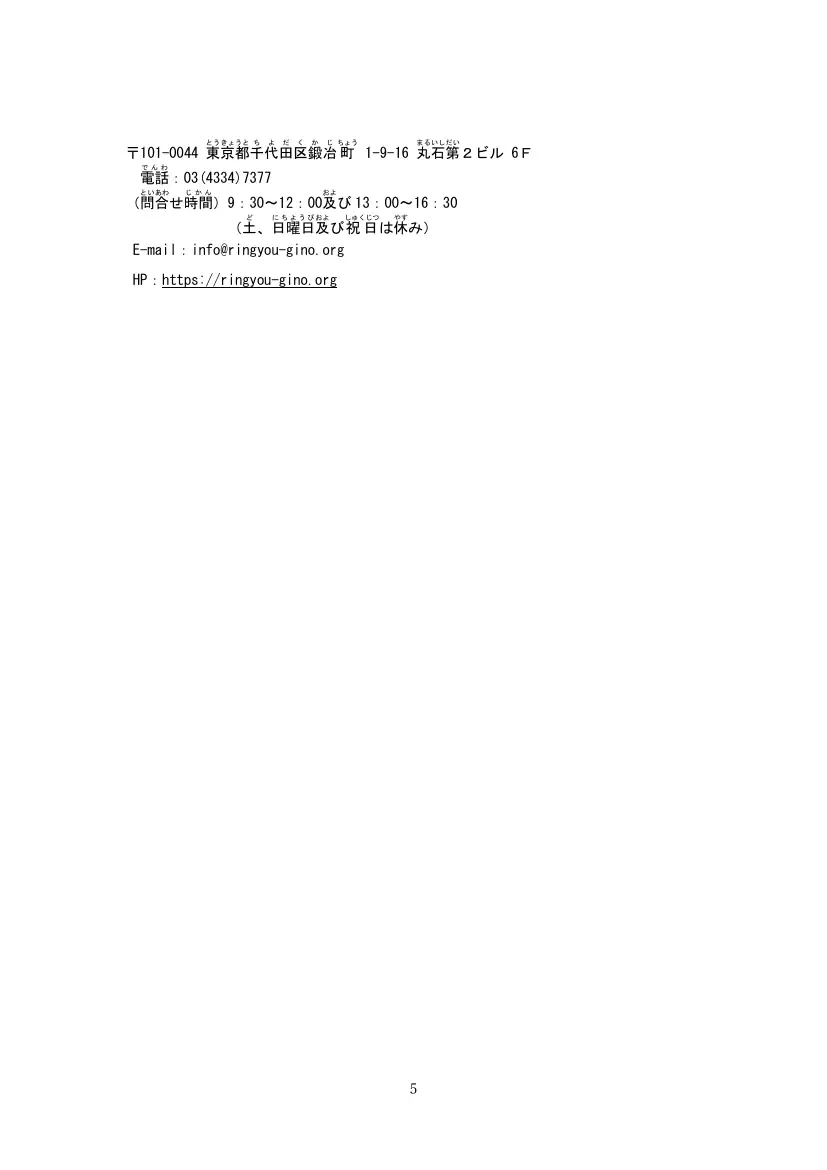 〒101-0044 東京都千代田区鍛冶町 1-9-16 丸石第２ビル 6Ｆ
電話：03(4334)7377
（問合せ時間）9：30～12：00及び13：00～16：30
（土、日曜日及び祝日は休み）
E-mail：info@ringyou-gino.org
HP：https://ringyou-gino.org
5